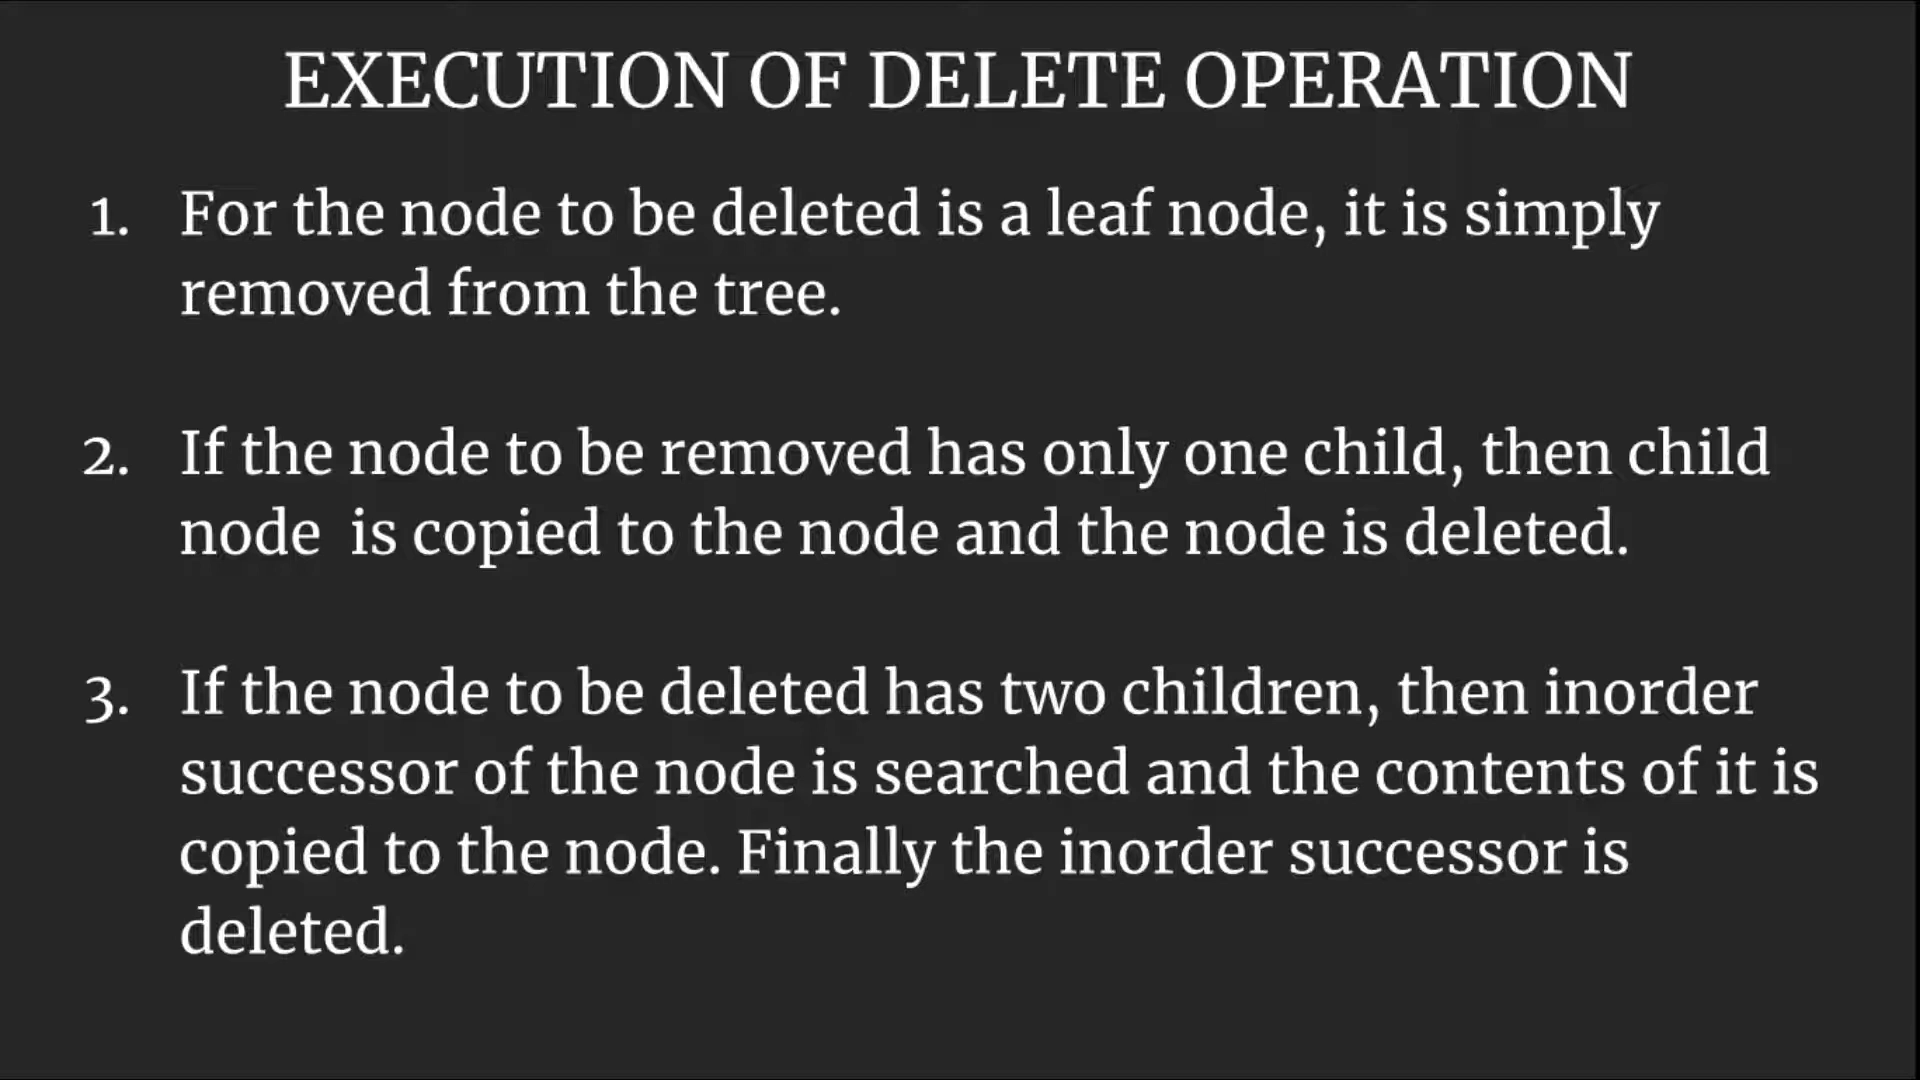 EXECUTION OF DELETE OPERATION
1. For the node to be deleted is a leaf node, it is simply
removed from the tree.
2. If the node to be removed has only one child, then child
node is copied to the node and the node is deleted.
3. If the node to be deleted has two children, then inorder
successor of the node is searched and the contents of it is
copied to the node. Finally the inorder successor is
deleted.